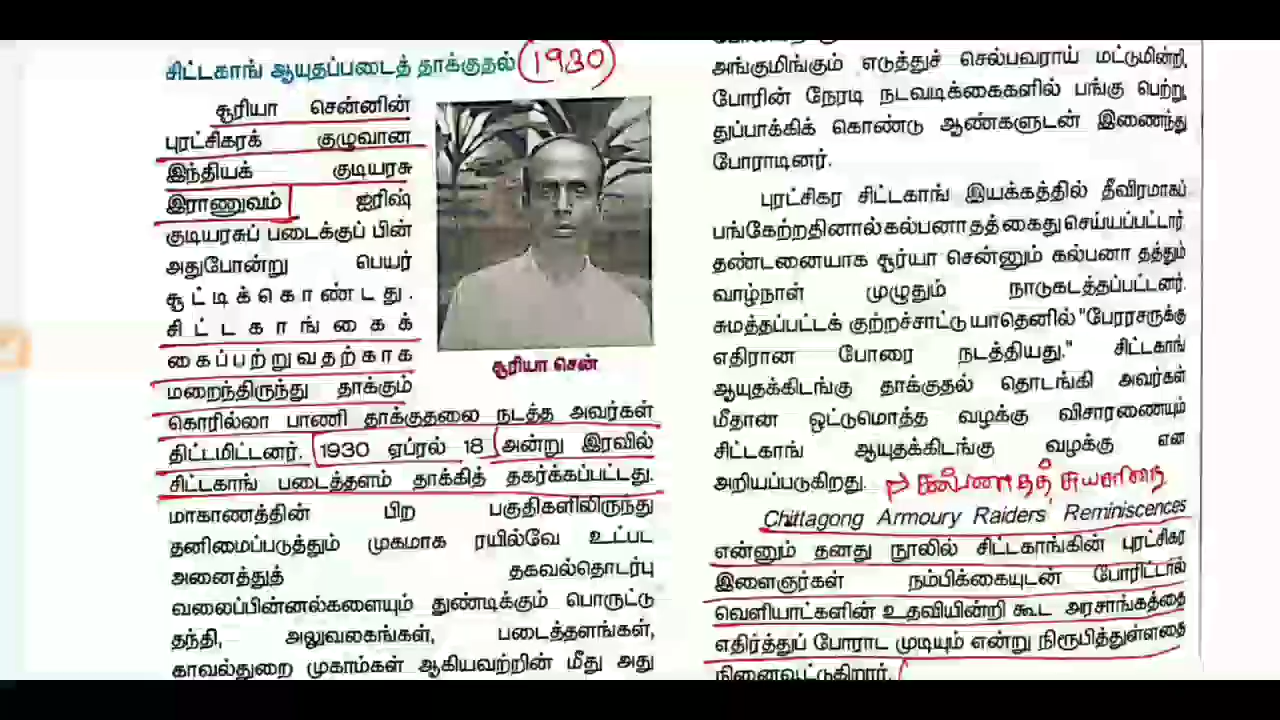 சிட்டகாங் ஆயுதப்படைத் தாக்குதல் (1930)
சூரியா சென்னின்
புரட்சிகரக் குழுவான
இந்தியக் குடியரசு
இராணுவம் ஐரிஷ்
குடியரசுப் படைக்குப் பின்
அதுபோன்று பெயர்
சூட்டிக்கொண்டது.
சிட்டகாங்கைக்
கைப்பற்றுவதற்காக
மறைந்திருந்து தாக்கும்
கொரில்லா பாணி தாக்குதலை நடத்த அவர்கள்
திட்டமிட்டனர். 1930 ஏப்ரல் 18 அன்று இரவில்
சிட்டகாங் படைத்தளம் தாக்கித் தகர்க்கப்பட்டது.
மாகாணத்தின் பிற பகுதிகளிலிருந்து
தனிமைப்படுத்தும் முகமாக ரயில்வே உட்பட
அனைத்துத் தகவல்தொடர்பு
வலைப்பின்னல்களையும் துண்டிக்கும் பொருட்டு
தந்தி, அலுவலகங்கள், படைத்தளங்கள்,
காவல்துறை முகாம்கள் ஆகியவற்றின் மீது அது
சூரியா சென்
அங்குமிங்கும் எடுத்துச் செல்பவராய் மட்டுமின்றி,
போரின் நேரடி நடவடிக்கைகளில் பங்கு பெற்று
துப்பாக்கிக் கொண்டு ஆண்களுடன் இணைந்து
போராடினர்.
புரட்சிகர சிட்டகாங் இயக்கத்தில் தீவிரமாகப்
பங்கேற்றதினால் கல்பனா தத் கைது செய்யப்பட்டார்.
தண்டனையாக சூர்யா சென்னும் கல்பனா தத்தும்
வாழ்நாள் முழுதும் நாடுகடத்தப்பட்டனர்.
சுமத்தப்பட்டக் குற்றச்சாட்டு யாதெனில் "பேரரசருக்கு
எதிரான போரை நடத்தியது." சிட்டகாங்
ஆயுதக்கிடங்கு தாக்குதல் தொடங்கி அவர்கள்
மீதான ஒட்டுமொத்த வழக்கு விசாரணையும்
சிட்டகாங் ஆயுதக்கிடங்கு வழக்கு என
அறியப்படுகிறது.
Chittagong Armoury Raiders' Reminiscences
என்னும் தனது நூலில் சிட்டகாங்கின் புரட்சிகர
இளைஞர்கள் நம்பிக்கையுடன் போரிட்டால்
வெளியாட்களின் உதவியின்றி கூட அரசாங்கத்தை
எதிர்த்துப் போராட முடியும் என்று நிரூபித்துள்ளதை
நினைவூட்டுகிறார்.